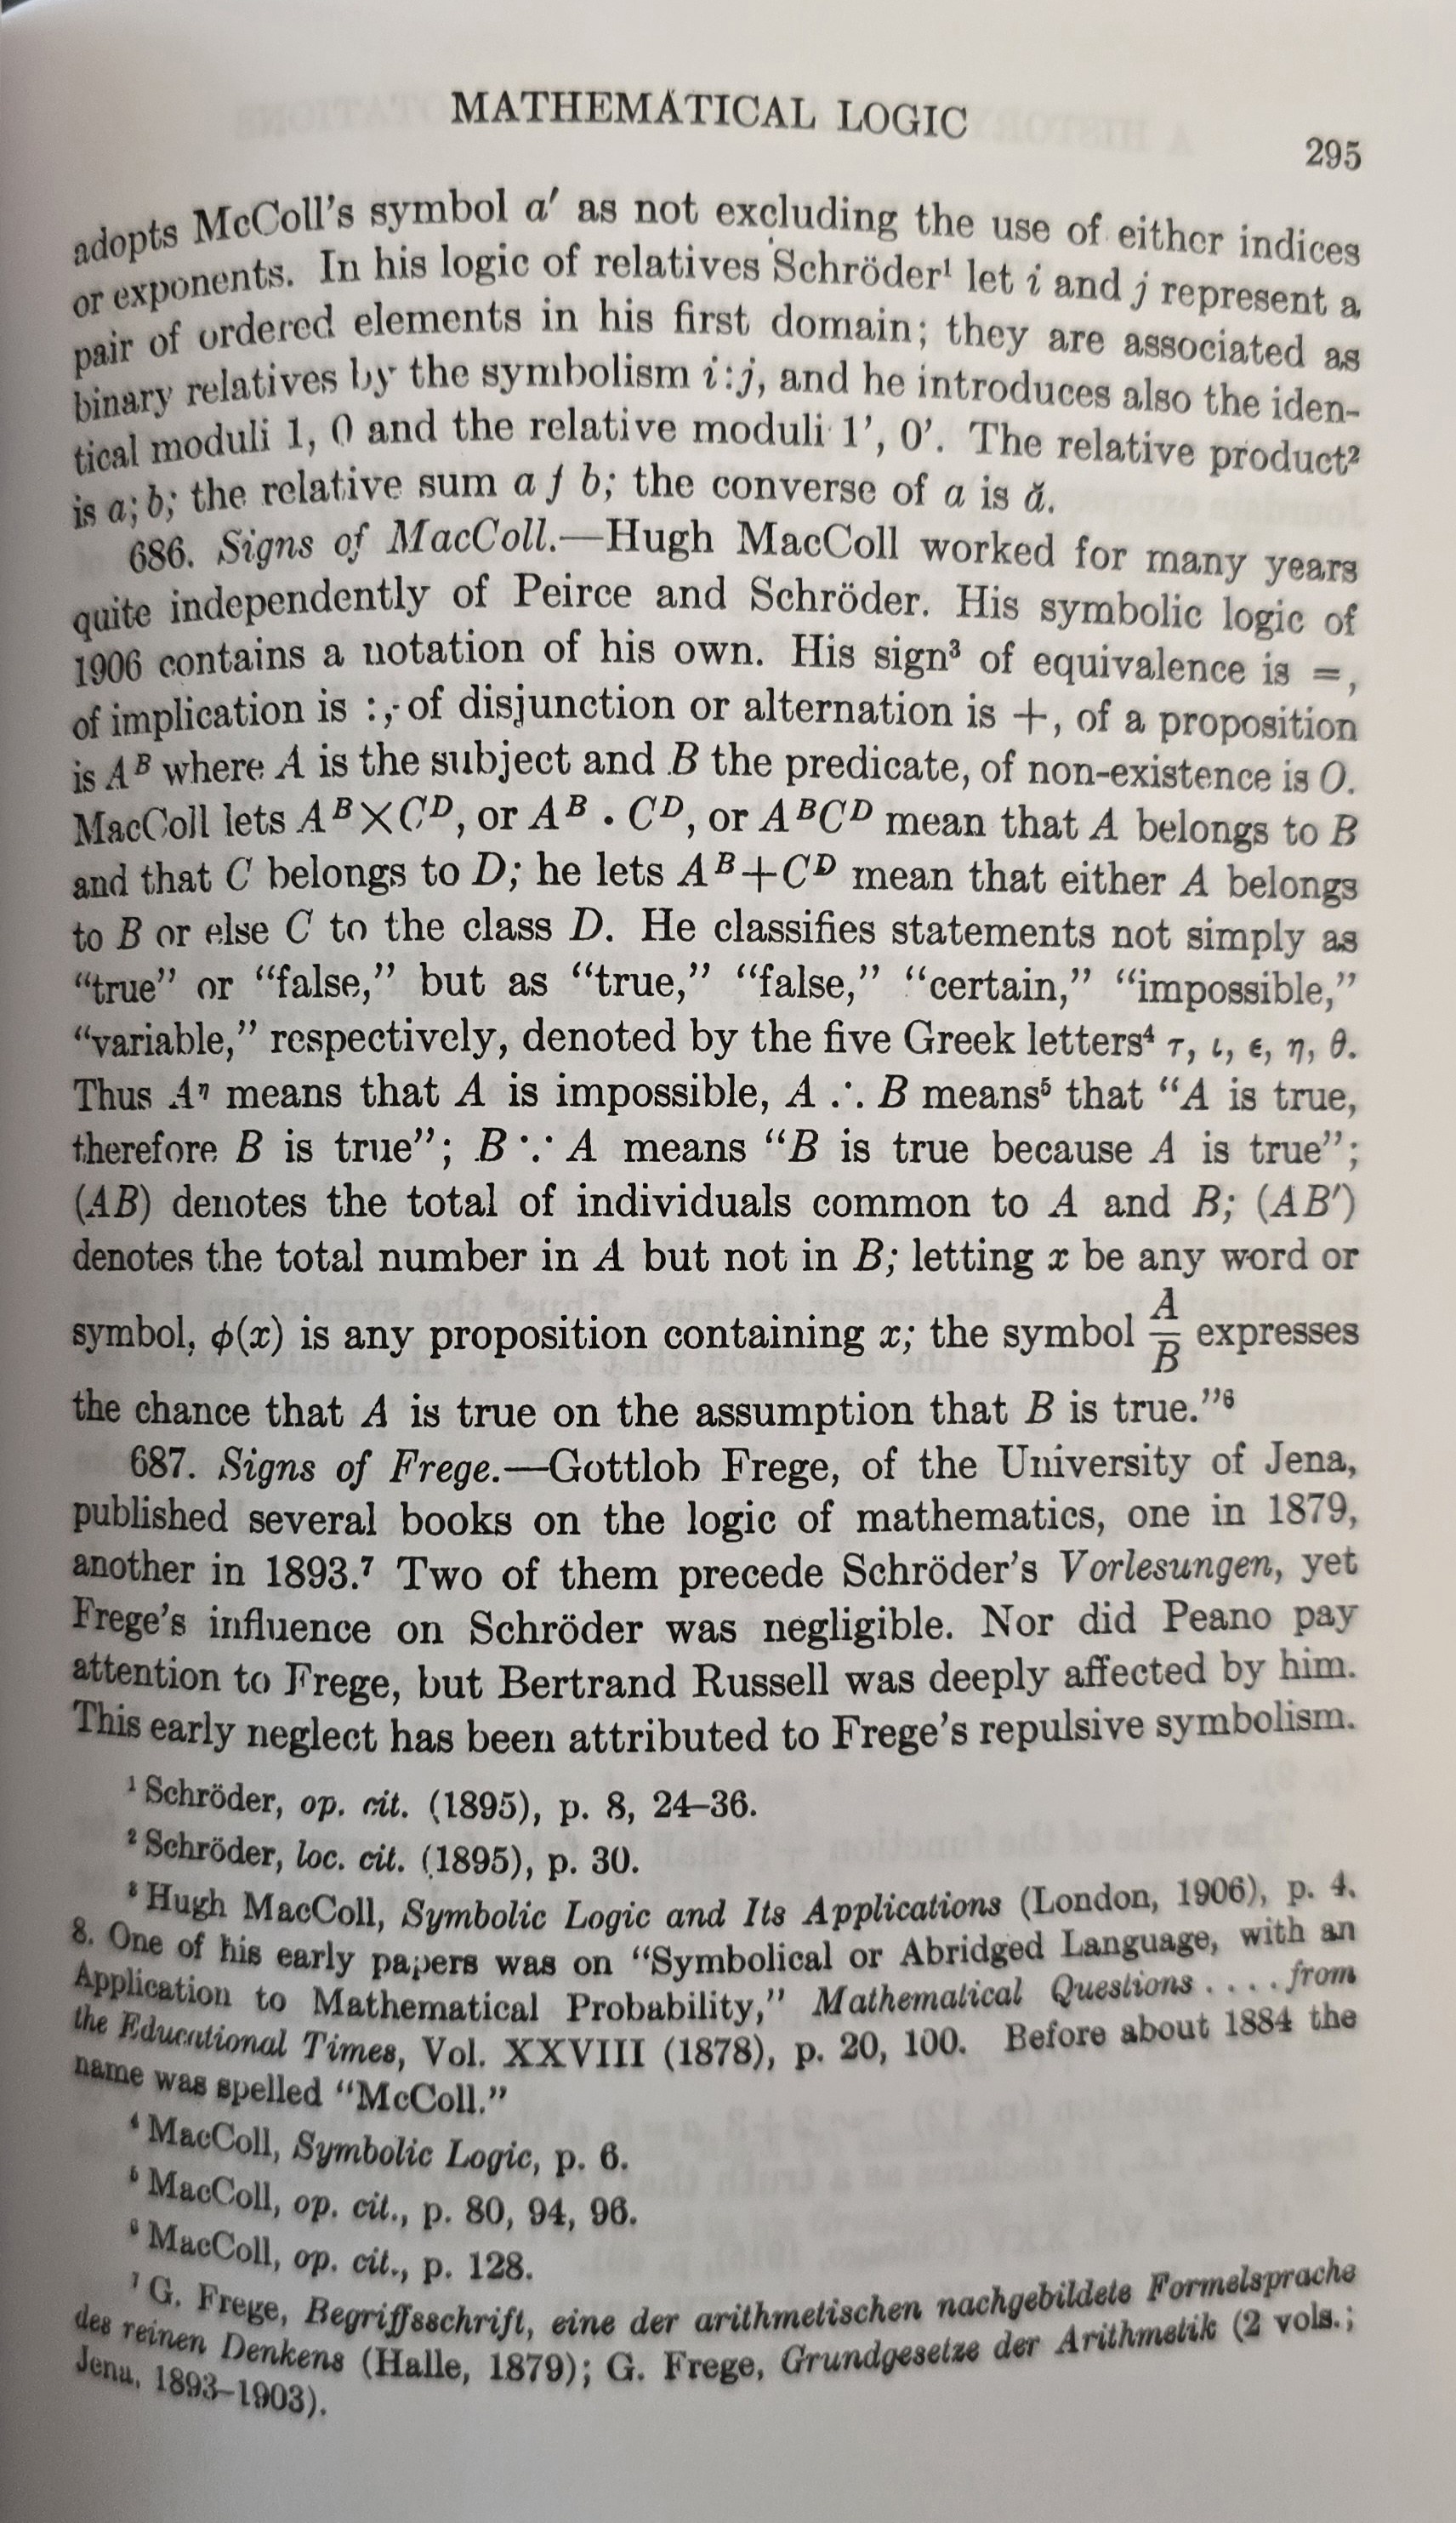 MATHEMATICAL LOGIC
295
adopts McColl's symbol a′ as not excluding the use of either indices
or exponents. In his logic of relatives Schröder¹ let i and j represent a
pair of ordered elements in his first domain; they are associated as
binary relatives by the symbolism i:j, and he introduces also the iden-
tical moduli 1, 0 and the relative moduli 1’, 0’. The relative product²
is a; b; the relative sum a ƒ b; the converse of a is ă.
686. Signs of MacColl.—Hugh MacColl worked for many years
quite independently of Peirce and Schröder. His symbolic logic of
1906 contains a notation of his own. His sign³ of equivalence is =,
of implication is :, of disjunction or alternation is +, of a proposition
is Aᴮ where A is the subject and B the predicate, of non-existence is O.
MacColl lets Aᴮ×Cᴰ, or Aᴮ . Cᴰ, or AᴮCᴰ mean that A belongs to B
and that C belongs to D; he lets Aᴮ+Cᴰ mean that either A belongs
to B or else C to the class D. He classifies statements not simply as
“true” or “false,” but as “true,” “false,” “certain,” “impossible,”
“variable,” respectively, denoted by the five Greek letters⁴ τ, ι, ϵ, η, θ.
Thus A^η means that A is impossible, A ∴ B means⁵ that “A is true,
therefore B is true”; B ∵ A means “B is true because A is true”;
(AB) denotes the total of individuals common to A and B; (AB′)
denotes the total number in A but not in B; letting x be any word or
symbol, ϕ(x) is any proposition containing x; the symbol A/B expresses
the chance that A is true on the assumption that B is true.”⁶
687. Signs of Frege.—Gottlob Frege, of the University of Jena,
published several books on the logic of mathematics, one in 1879,
another in 1893.⁷ Two of them precede Schröder's Vorlesungen, yet
Frege's influence on Schröder was negligible. Nor did Peano pay
attention to Frege, but Bertrand Russell was deeply affected by him.
This early neglect has been attributed to Frege's repulsive symbolism.
¹ Schröder, op. cit. (1895), p. 8, 24–36.
² Schröder, loc. cit. (1895), p. 30.
³ Hugh MacColl, Symbolic Logic and Its Applications (London, 1906), p. 4,
8. One of his early papers was on “Symbolical or Abridged Language, with an
Application to Mathematical Probability,” Mathematical Questions . . . . from
the Educational Times, Vol. XXVIII (1878), p. 20, 100. Before about 1884 the
name was spelled “McColl.”
⁴ MacColl, Symbolic Logic, p. 6.
⁵ MacColl, op. cit., p. 80, 94, 96.
⁶ MacColl, op. cit., p. 128.
⁷ G. Frege, Begriffsschrift, eine der arithmetischen nachgebildete Formelsprache
des reinen Denkens (Halle, 1879); G. Frege, Grundgesetze der Arithmetik (2 vols.;
Jena, 1893–1903).